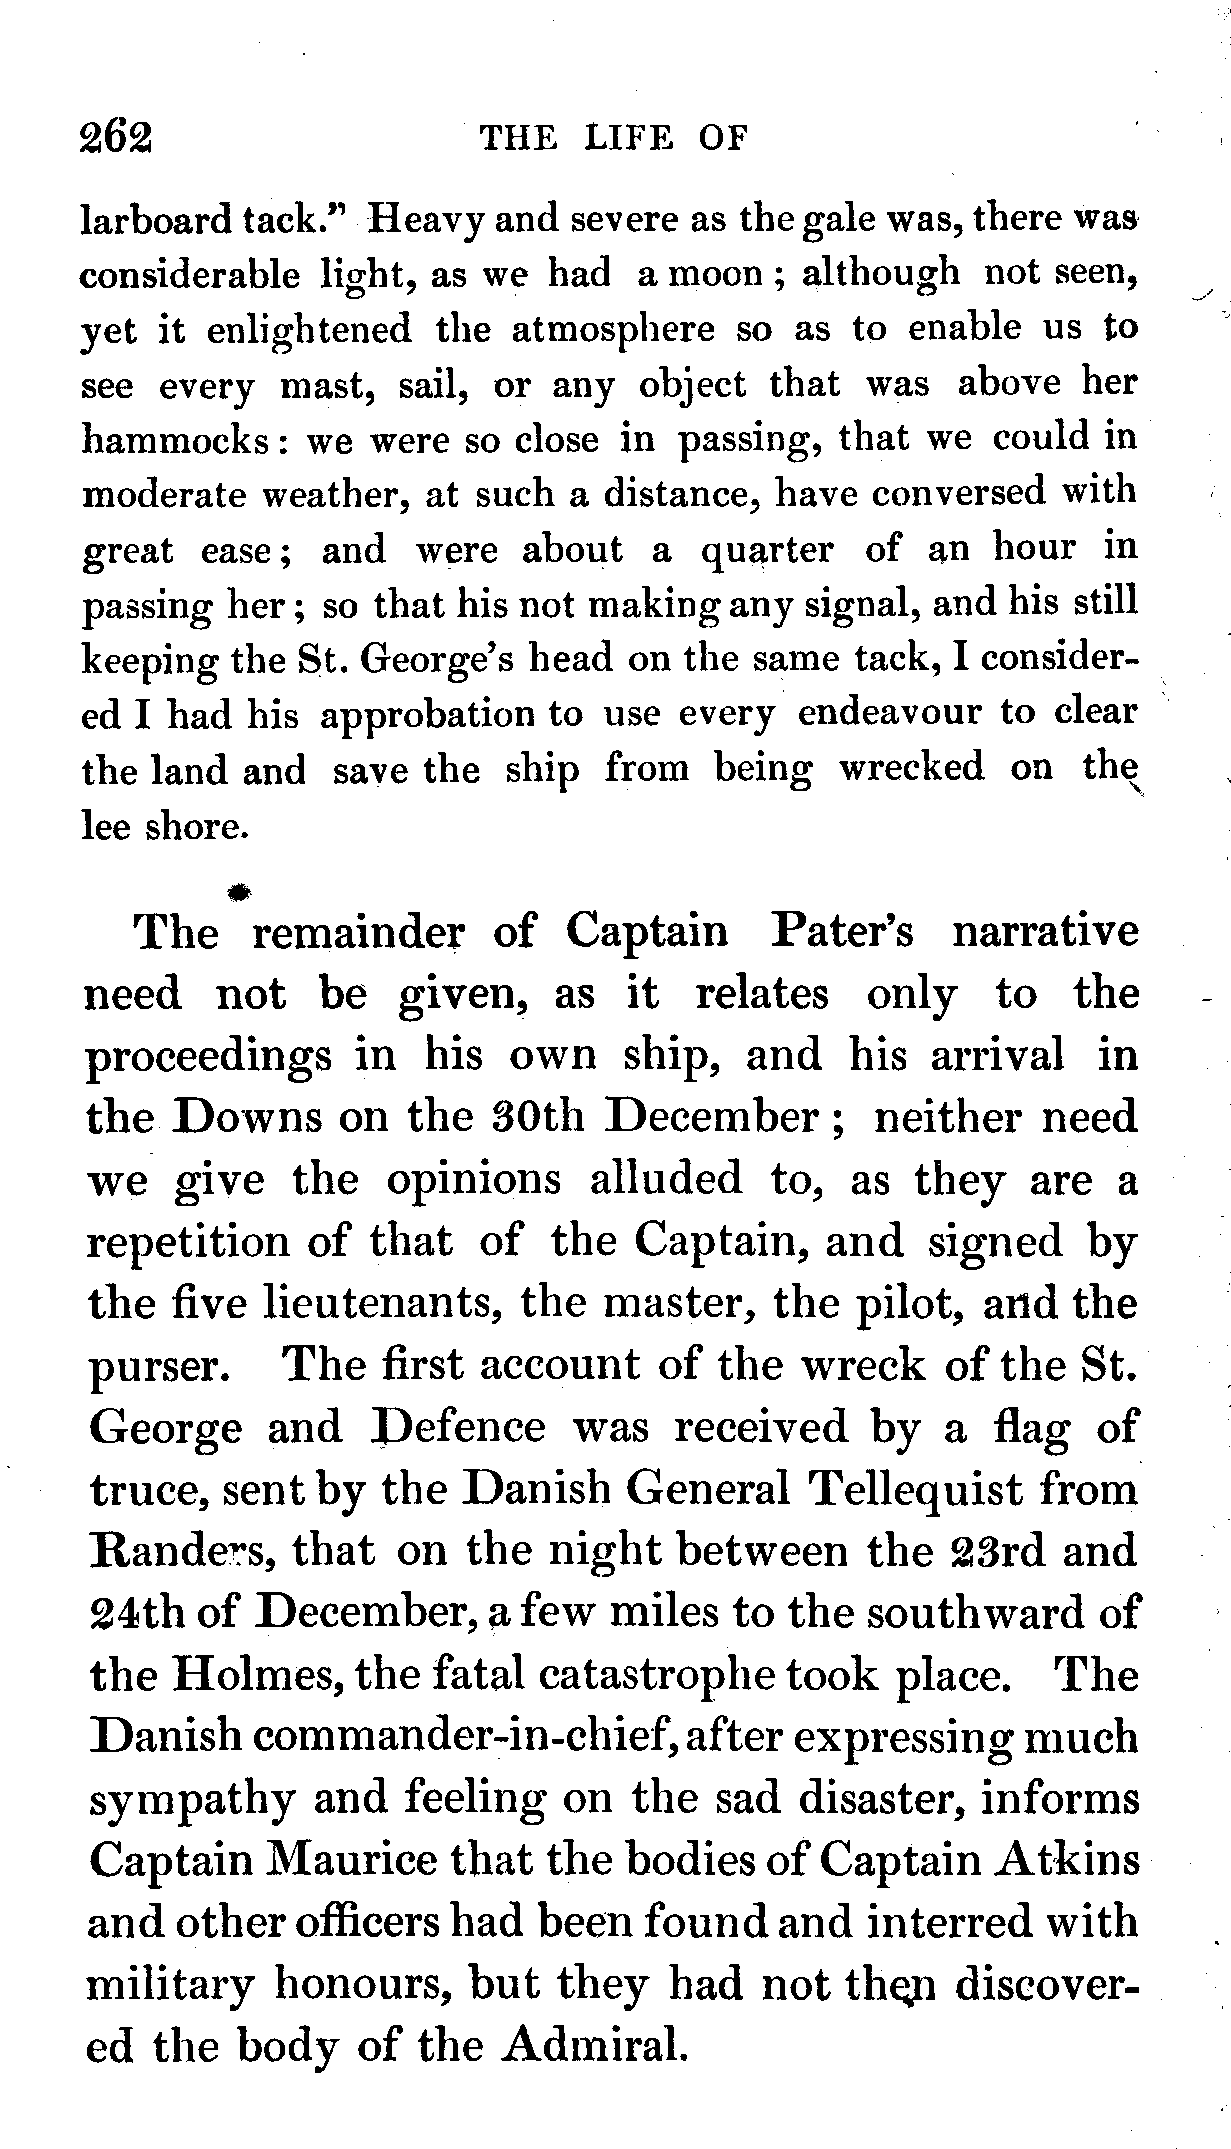 262 THE LIFE OF
larboard tack." Heavy and severe as the gale was, there was
considerable light, as we had a moon; although not seen,
yet it enlightened the atmosphere so as to enable us to
see every mast, sail, or any object that was above her
hammocks: we were so close in passing, that we could in
moderate weather, at such a distance, have conversed with
great ease; and were about a quarter of an hour in
passing her; so that his not making any signal, and his still
keeping the St. George's head on the same tack, I consider-
ed I had his approbation to use every endeavour to clear
the land and save the ship from being wrecked on the
lee shore.
The remainder of Captain Pater's narrative
need not be given, as it relates only to the
proceedings in his own ship, and his arrival in
the Downs on the 30th December; neither need
we give the opinions alluded to, as they are a
repetition of that of the Captain, and signed by
the five lieutenants, the master, the pilot, and the
purser. The first account of the wreck of the St.
George and Defence was received by a flag of
truce, sent by the Danish General Tellequist from
Randers, that on the night between the 23rd and
24th of December, a few miles to the southward of
the Holmes, the fatal catastrophe took place. The
Danish commander-in-chief, after expressing much
sympathy and feeling on the sad disaster, informs
Captain Maurice that the bodies of Captain Atkins
and other officers had been found and interred with
military honours, but they had not then discover-
ed the body of the Admiral.